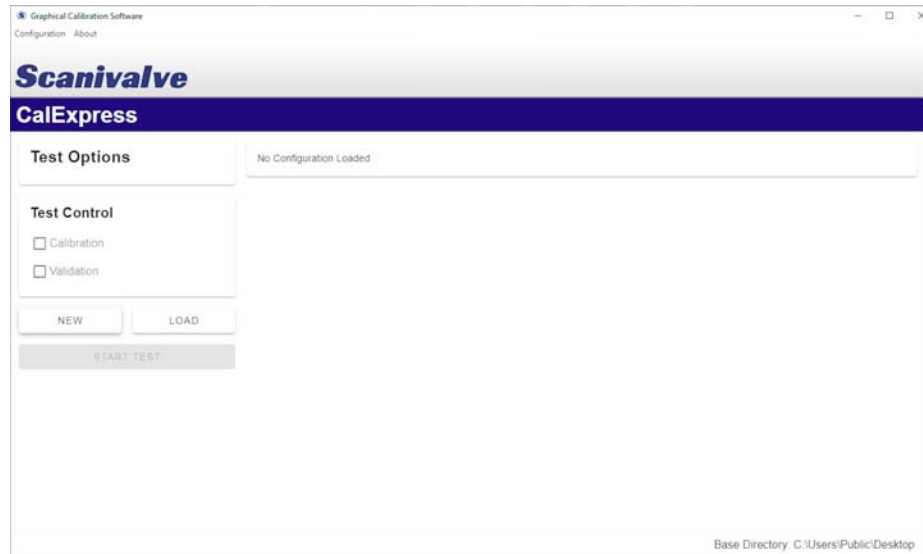 Graphical Calibration Software
Configuration About
Scanivalve
CalExpress
Test Options
No Configuration Loaded
Test Control
Calibration
Validation
NEW LOAD
START TEST
Base Directory: C:\Users\Public\Desktop